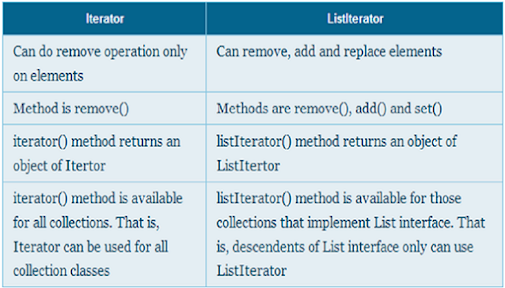 Iterator
ListIterator
Can do remove operation only
on elements
Can remove, add and replace elements
Method is remove()
Methods are remove(), add() and set()
iterator() method returns an
object of Itertor
listIterator() method returns an object of
ListItertor
iterator() method is available
for all collections. That is,
Iterator can be used for all
collection classes
listIterator() method is available for those
collections that implement List interface. That
is, descendents of List interface only can use
ListIterator